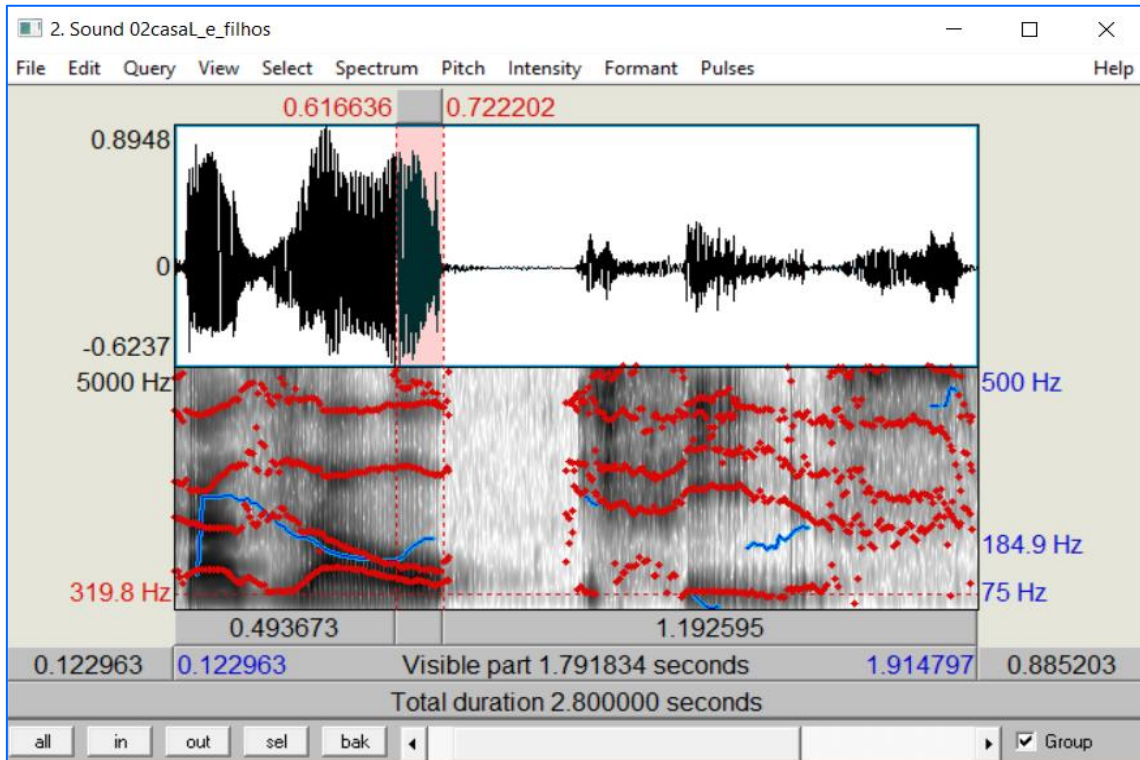 2. Sound 02casaL_e_filhos
File Edit Query View Select Spectrum Pitch Intensity Formant Pulses Help
0.616636 0.722202
0.8948
0
-0.6237
5000 Hz 500 Hz
184.9 Hz
319.8 Hz 75 Hz
0.493673 1.192595
0.122963 0.122963 Visible part 1.791834 seconds 1.914797 0.885203
Total duration 2.800000 seconds
all in out sel bak Group